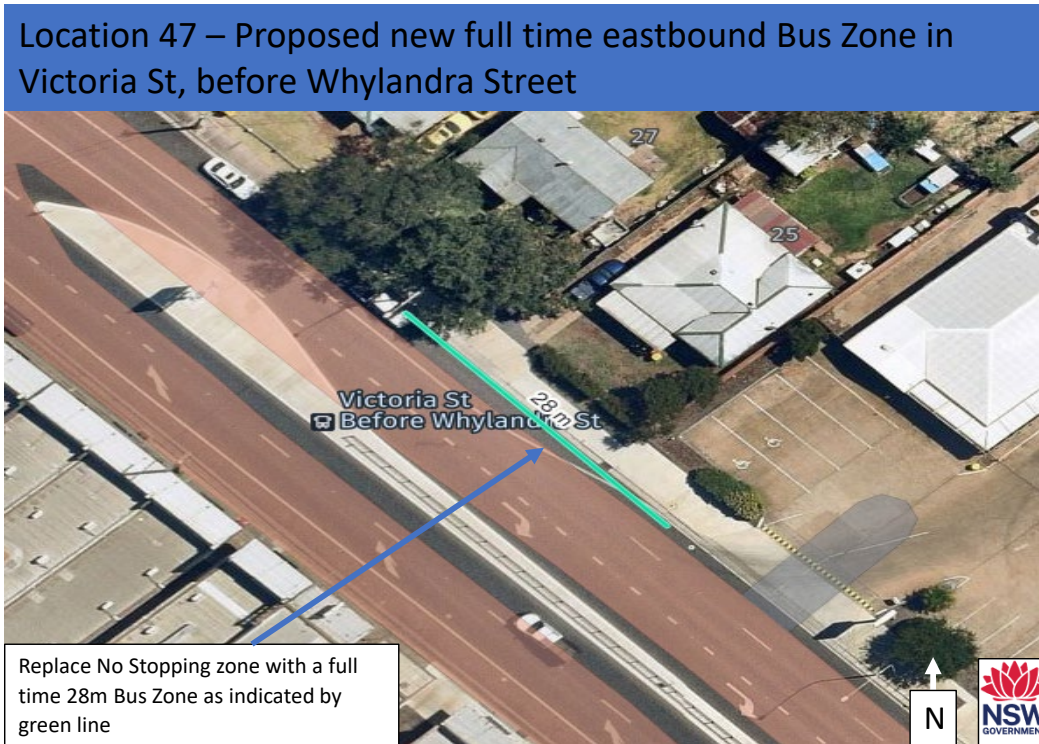 Location 47 – Proposed new full time eastbound Bus Zone in
Victoria St, before Whylandra Street
27
25
28 m
Victoria St
Before Whylandra St
Replace No Stopping zone with a full
time 28m Bus Zone as indicated by
green line
N
NSW
GOVERNMENT